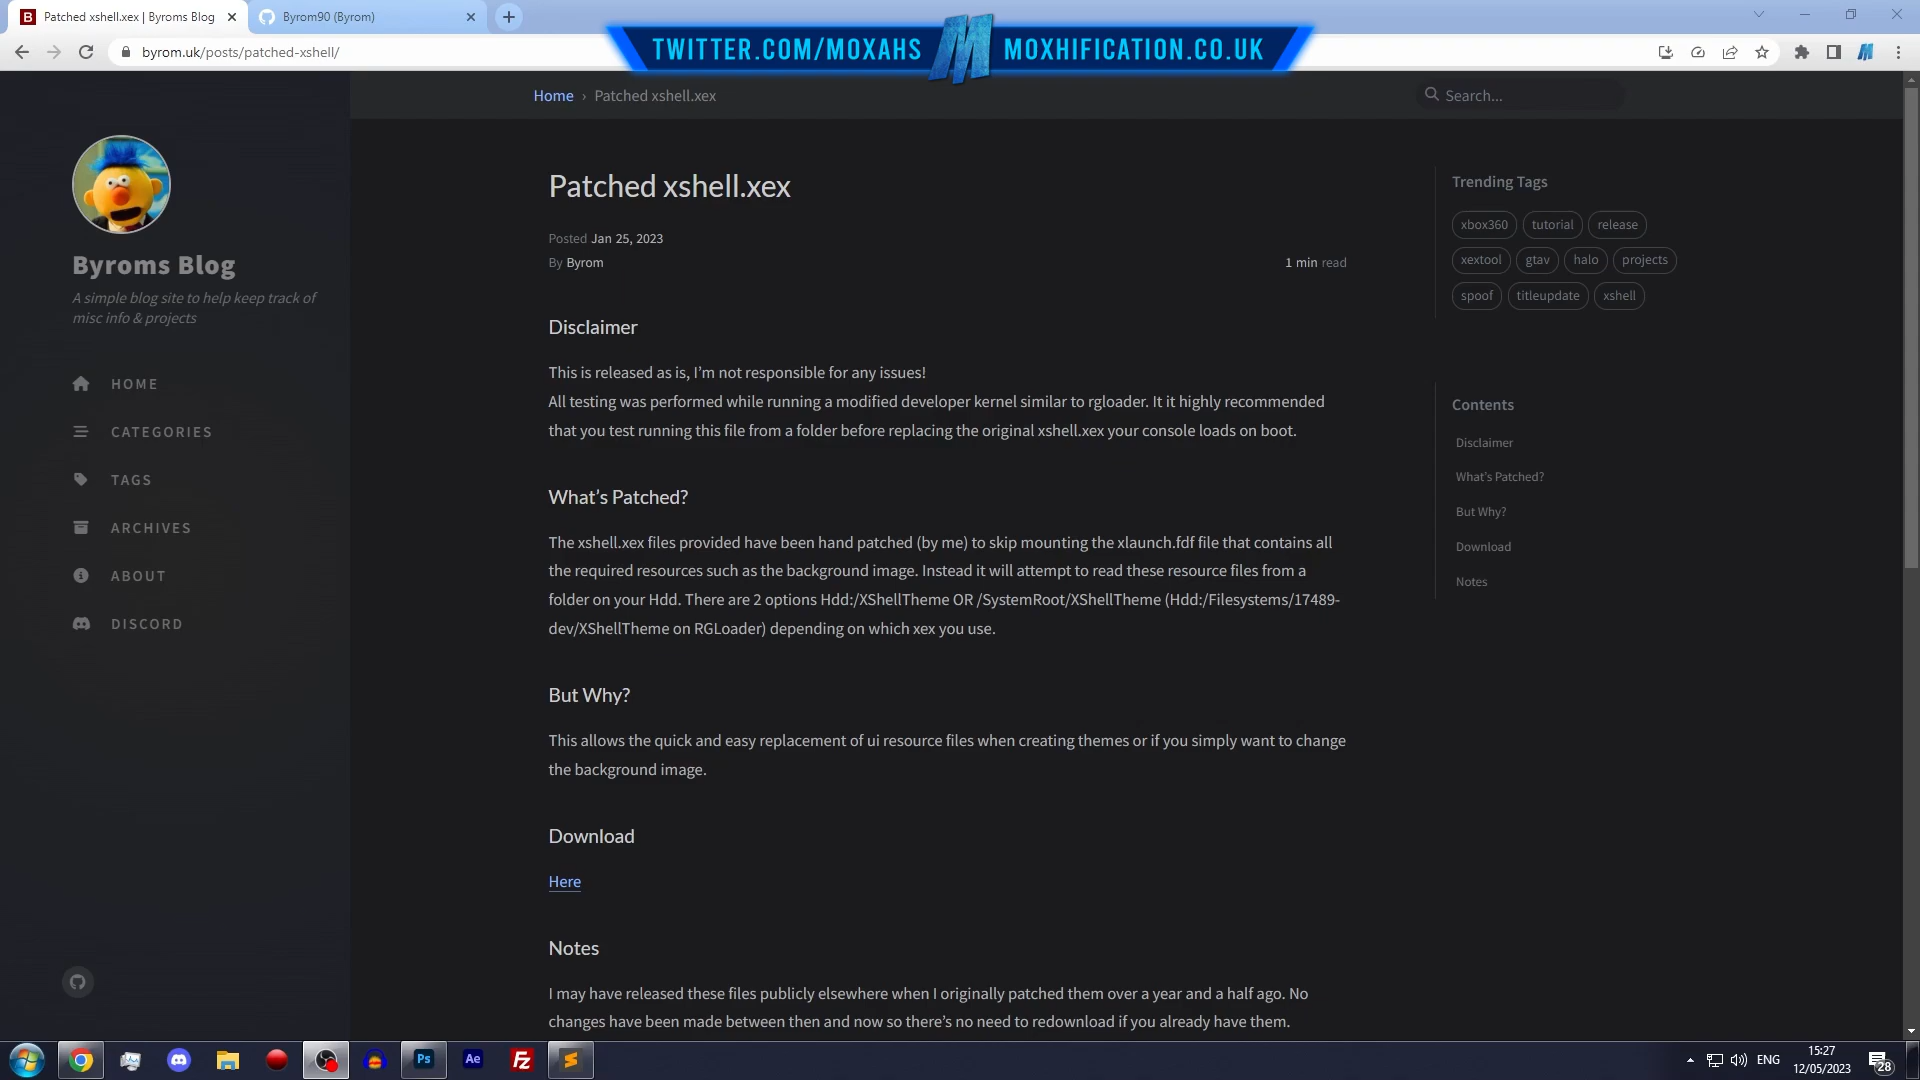 Patched xshell.xex | Byroms Blog
Byrom90 (Byrom)
byrom.uk/posts/patched-xshell/
TWITTER.COM/MOXAHS M MOXHIFICATION.CO.UK
Home › Patched xshell.xex
Search...
Byroms Blog
A simple blog site to help keep track of
misc info & projects
HOME
CATEGORIES
TAGS
ARCHIVES
ABOUT
DISCORD
Patched xshell.xex
Posted Jan 25, 2023
By Byrom
1 min read
Disclaimer
This is released as is, I’m not responsible for any issues!
All testing was performed while running a modified developer kernel similar to rgloader. It it highly recommended
that you test running this file from a folder before replacing the original xshell.xex your console loads on boot.
What’s Patched?
The xshell.xex files provided have been hand patched (by me) to skip mounting the xlaunch.fdf file that contains all
the required resources such as the background image. Instead it will attempt to read these resource files from a
folder on your Hdd. There are 2 options Hdd:/XShellTheme OR /SystemRoot/XShellTheme (Hdd:/Filesystems/17489-
dev/XShellTheme on RGLoader) depending on which xex you use.
But Why?
This allows the quick and easy replacement of ui resource files when creating themes or if you simply want to change
the background image.
Download
Here
Notes
I may have released these files publicly elsewhere when I originally patched them over a year and a half ago. No
changes have been made between then and now so there’s no need to redownload if you already have them.
Trending Tags
xbox360 tutorial release
xextool gtav halo projects
spoof titleupdate xshell
Contents
Disclaimer
What’s Patched?
But Why?
Download
Notes
Ps
Ae
Fz
ENG
15:27
12/05/2023
28